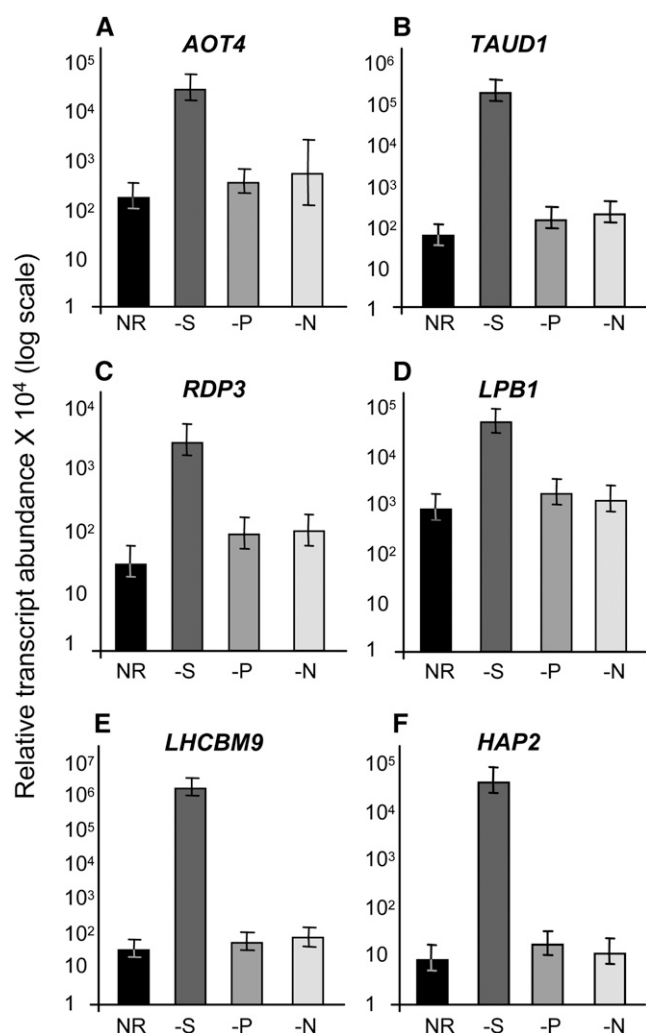 Relative transcript abundance X 10⁴ (log scale)
A
AOT4
10⁵
10⁴
10³
10²
10
1
NR -S -P -N
B
TAUD1
10⁶
10⁵
10⁴
10³
10²
10
1
NR -S -P -N
C
RDP3
10⁴
10³
10²
10
1
NR -S -P -N
D
LPB1
10⁵
10⁴
10³
10²
10
1
NR -S -P -N
E
LHCBM9
10⁷
10⁶
10⁵
10⁴
10³
10²
10
1
NR -S -P -N
F
HAP2
10⁵
10⁴
10³
10²
10
1
NR -S -P -N